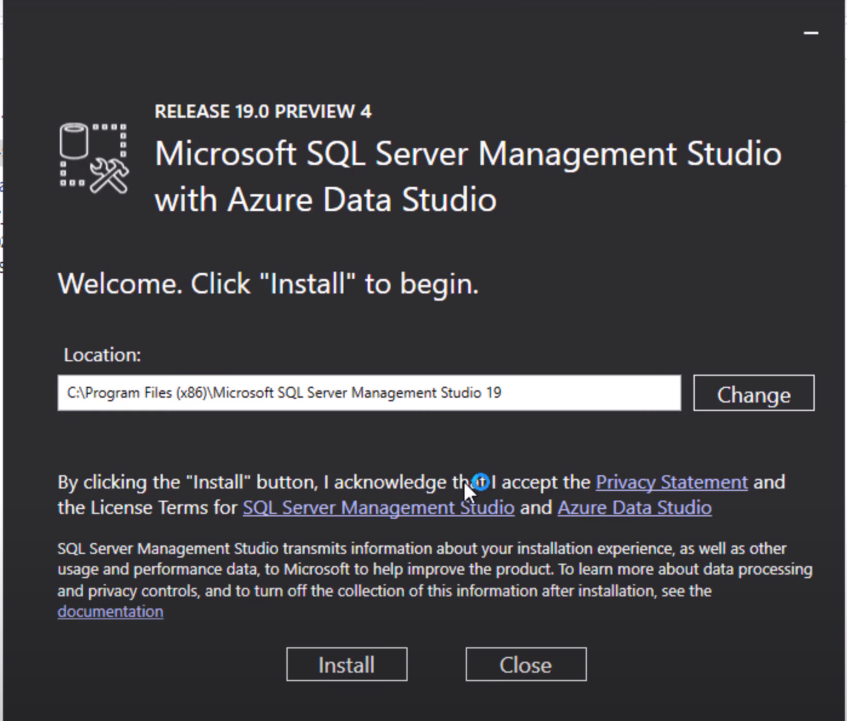 RELEASE 19.0 PREVIEW 4
Microsoft SQL Server Management Studio
with Azure Data Studio
Welcome. Click "Install" to begin.
Location:
C:\Program Files (x86)\Microsoft SQL Server Management Studio 19
Change
By clicking the "Install" button, I acknowledge that I accept the Privacy Statement and
the License Terms for SQL Server Management Studio and Azure Data Studio
SQL Server Management Studio transmits information about your installation experience, as well as other
usage and performance data, to Microsoft to help improve the product. To learn more about data processing
and privacy controls, and to turn off the collection of this information after installation, see the
documentation
Install
Close